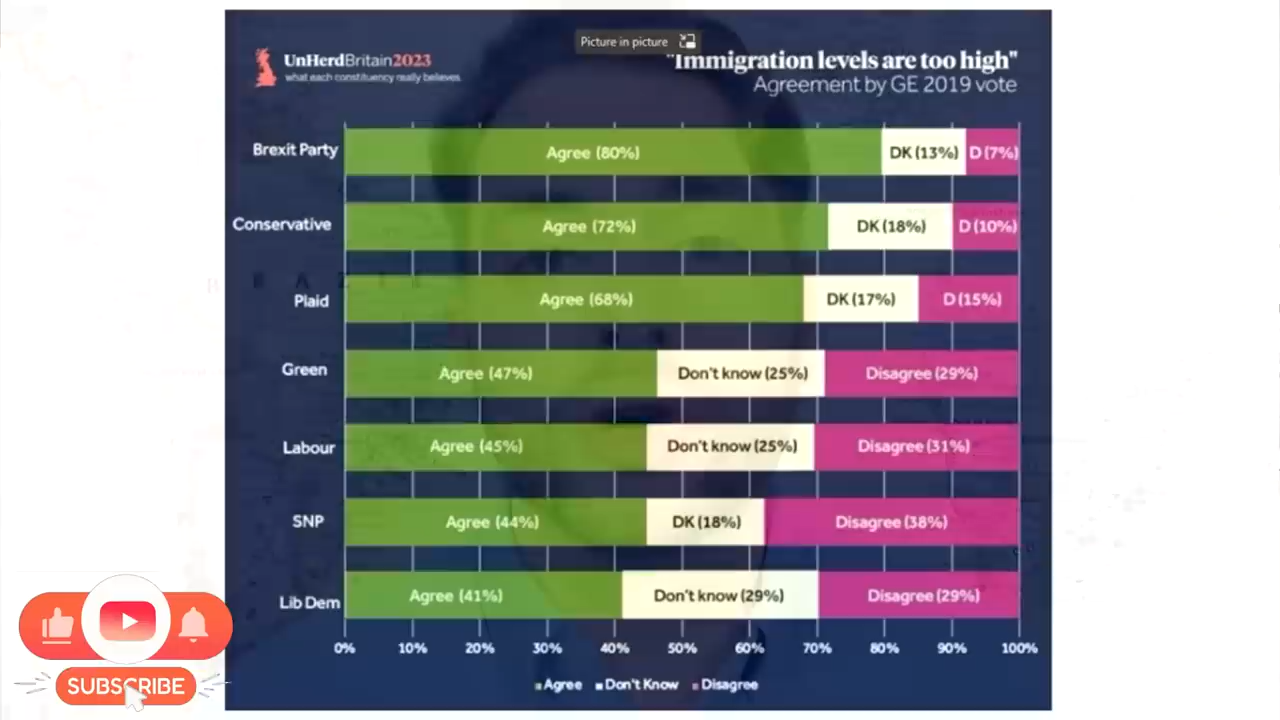 Picture in picture
UnHerdBritain2023
what each constituency really believes.
"Immigration levels are too high"
Agreement by GE 2019 vote
Brexit Party Agree (80%) DK (13%) D (7%)
Conservative Agree (72%) DK (18%) D (10%)
BRAZIL
Plaid Agree (68%) DK (17%) D (15%)
Green Agree (47%) Don't know (25%) Disagree (29%)
Labour Agree (45%) Don't know (25%) Disagree (31%)
SNP Agree (44%) DK (18%) Disagree (38%)
Lib Dem Agree (41%) Don't know (29%) Disagree (29%)
0% 10% 20% 30% 40% 50% 60% 70% 80% 90% 100%
Agree Don't Know Disagree
SUBSCRIBE